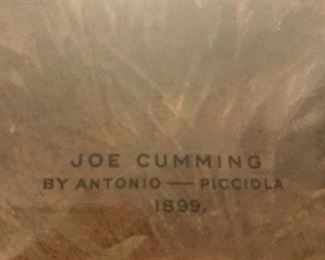 JOE CUMMING
BY ANTONIO — PICCIOLA
1899.